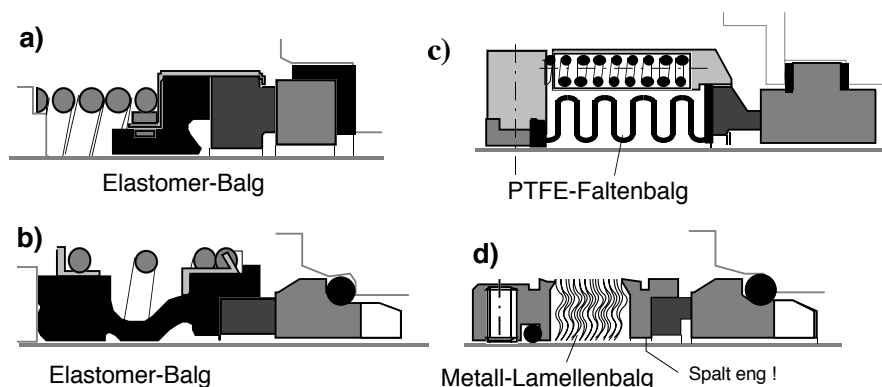 a)
Elastomer-Balg
b)
Elastomer-Balg
c)
PTFE-Faltenbalg
d)
Metall-Lamellenbalg
Spalt eng !